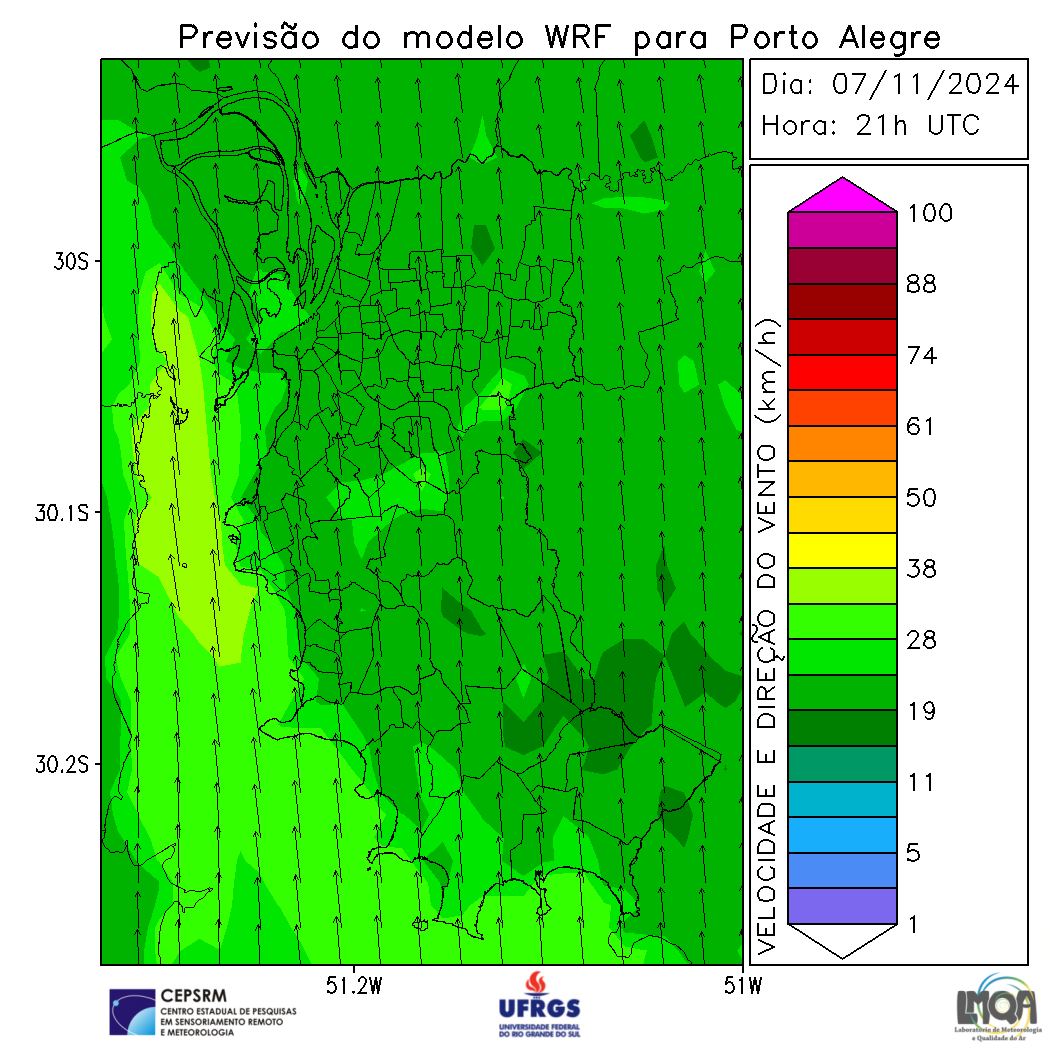 Previsão do modelo WRF para Porto Alegre
Dia: 07/11/2024
Hora: 21h UTC
30S
30.1S
30.2S
51.2W
51W
VELOCIDADE E DIREÇÃO DO VENTO (km/h)
100
88
74
61
50
38
28
19
11
5
1
CEPSRM
CENTRO ESTADUAL DE PESQUISAS
EM SENSORIAMENTO REMOTO
E METEOROLOGIA
UFRGS
UNIVERSIDADE FEDERAL
DO RIO GRANDE DO SUL
LMQA
Laboratório de Meteorologia
e Qualidade do Ar